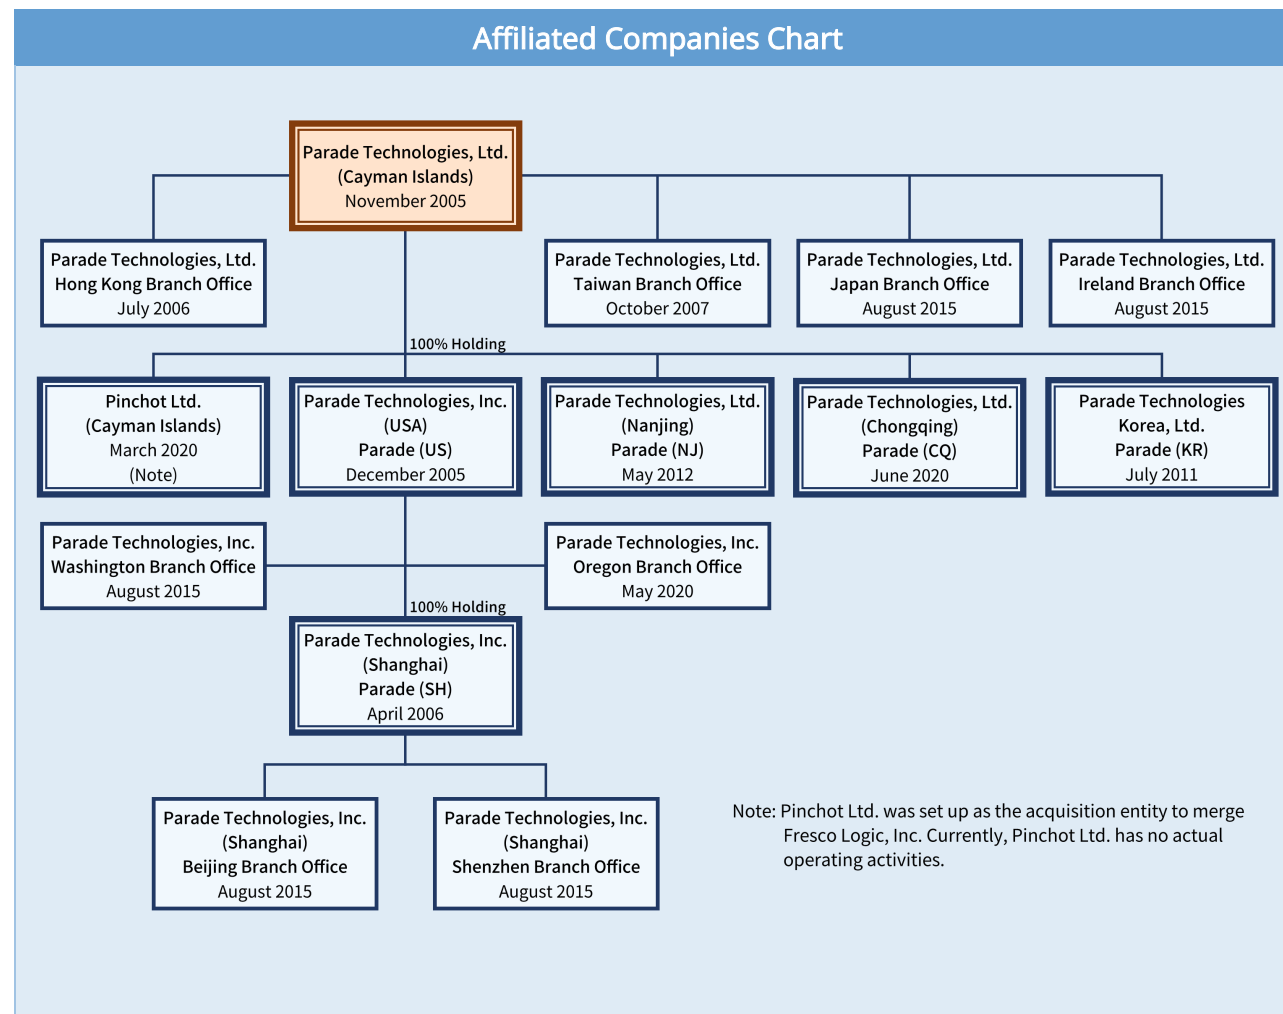 Affiliated Companies Chart
Parade Technologies, Ltd.
(Cayman Islands)
November 2005
Parade Technologies, Ltd.
Hong Kong Branch Office
July 2006
Parade Technologies, Ltd.
Taiwan Branch Office
October 2007
Parade Technologies, Ltd.
Japan Branch Office
August 2015
Parade Technologies, Ltd.
Ireland Branch Office
August 2015
100% Holding
Pinchot Ltd.
(Cayman Islands)
March 2020
(Note)
Parade Technologies, Inc.
(USA)
Parade (US)
December 2005
Parade Technologies, Ltd.
(Nanjing)
Parade (NJ)
May 2012
Parade Technologies, Ltd.
(Chongqing)
Parade (CQ)
June 2020
Parade Technologies
Korea, Ltd.
Parade (KR)
July 2011
Parade Technologies, Inc.
Washington Branch Office
August 2015
Parade Technologies, Inc.
Oregon Branch Office
May 2020
100% Holding
Parade Technologies, Inc.
(Shanghai)
Parade (SH)
April 2006
Parade Technologies, Inc.
(Shanghai)
Beijing Branch Office
August 2015
Parade Technologies, Inc.
(Shanghai)
Shenzhen Branch Office
August 2015
Note: Pinchot Ltd. was set up as the acquisition entity to merge
Fresco Logic, Inc. Currently, Pinchot Ltd. has no actual
operating activities.